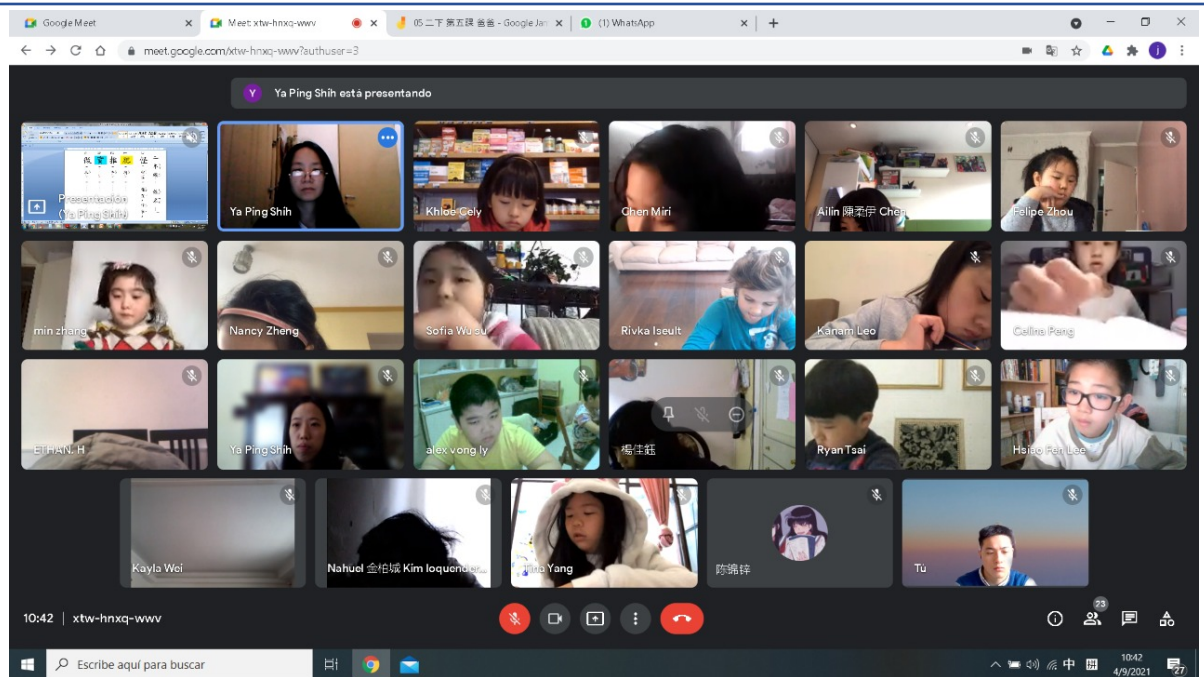 Google Meet
Meet: xtw-hnxq-wwv
05 二下 第五課 爸爸 - Google Jam
(1) WhatsApp
meet.google.com/xtw-hnxq-wwv?authuser=3
Y Ya Ping Shih está presentando
Presentación
(Ya Ping Shih)
Ya Ping Shih
Khloe Cely
Chen Miri
Ailin 陳柔伊 Chen
Felipe Zhou
min zhang
Nancy Zheng
Sofia Wu su
Rivka Iseult
Kanam Leo
Celina Peng
ETHAN. H
Ya Ping Shih
alex vong ly
楊佳鈺
Ryan Tsai
Hsiao Fen Lee
Kayla Wei
Nahuel 金柏城 Kim loquender...
Tina Yang
陈锦锌
Tú
10:42 | xtw-hnxq-wwv
23
Escribe aquí para buscar
中
拼
10:42
4/9/2021
27